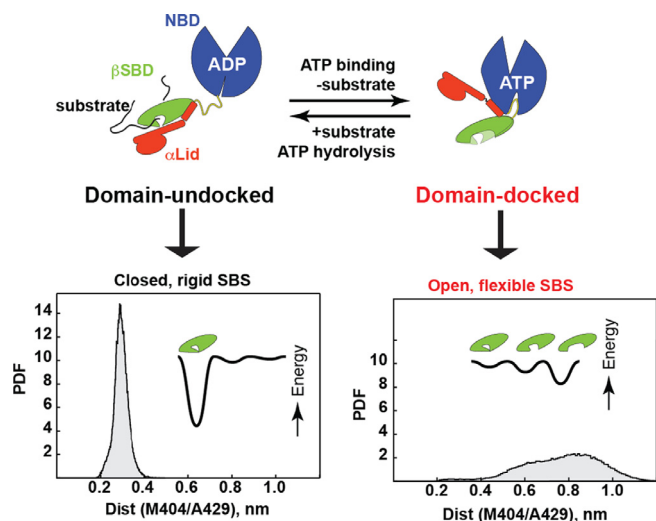 NBD
ADP
βSBD
substrate
αLid
ATP binding
-substrate
+substrate
ATP hydrolysis
ATP
Domain-undocked
Domain-docked
Closed, rigid SBS
14
12
10
8
6
4
2
PDF
Energy
0.2 0.4 0.6 0.8 1.0
Dist (M404/A429), nm
Open, flexible SBS
10
8
6
4
2
PDF
Energy
0.2 0.4 0.6 0.8 1.0
Dist (M404/A429), nm